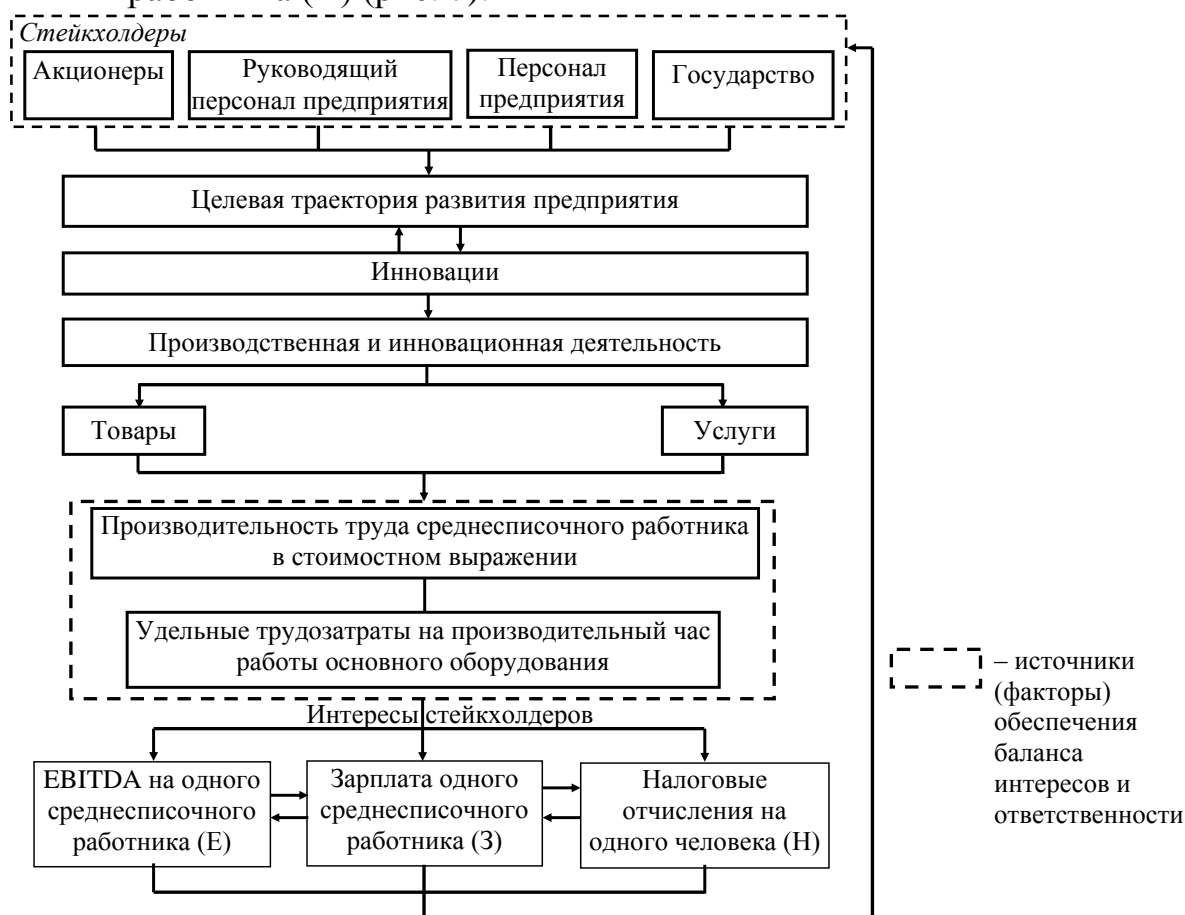 Стейкхолдеры
Акционеры
Руководящий
персонал предприятия
Персонал
предприятия
Государство
Целевая траектория развития предприятия
Инновации
Производственная и инновационная деятельность
Товары
Услуги
Производительность труда среднесписочного работника
в стоимостном выражении
Удельные трудозатраты на производительный час
работы основного оборудования
– источники
(факторы)
обеспечения
баланса
интересов и
ответственности
Интересы стейкхолдеров
EBITDA на одного
среднесписочного
работника (Е)
Зарплата одного
среднесписочного
работника (З)
Налоговые
отчисления на
одного человека (Н)